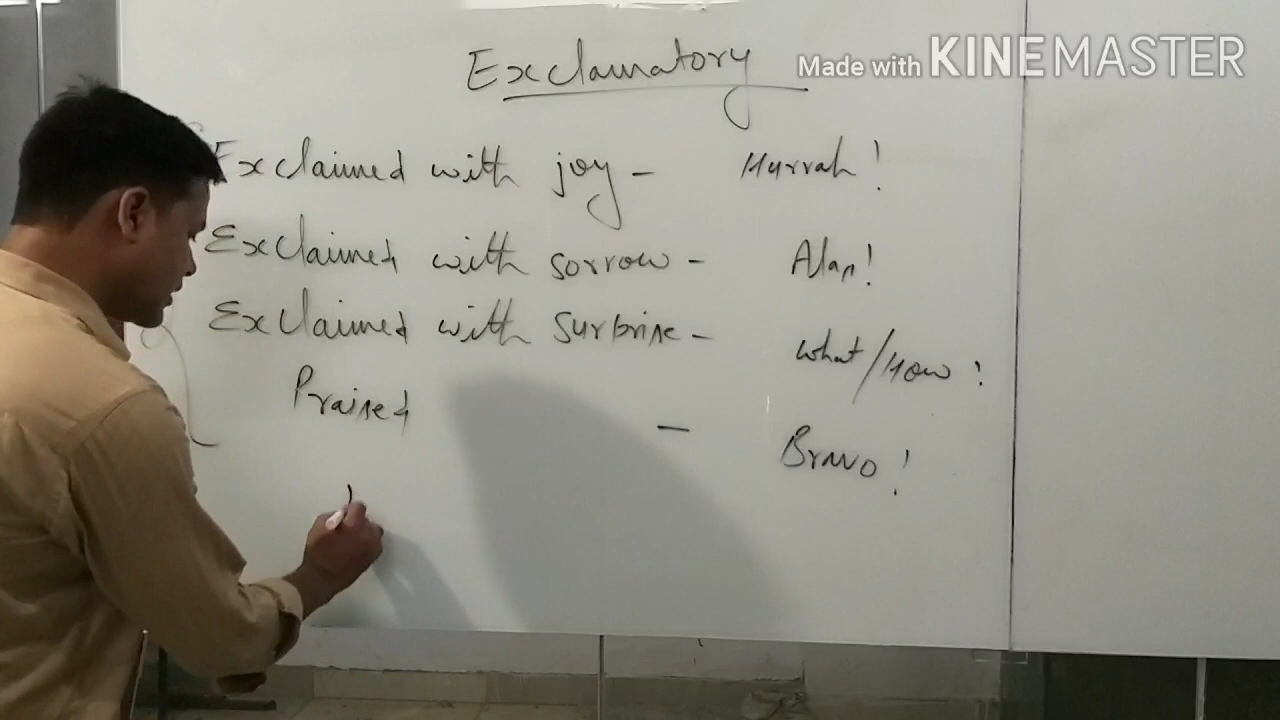 Exclamatory
Made with KINEMASTER
Exclaimed with joy - Hurrah!
Exclaimed with sorrow - Alas!
Exclaimed with surprise - what/How!
Praised - Bravo!